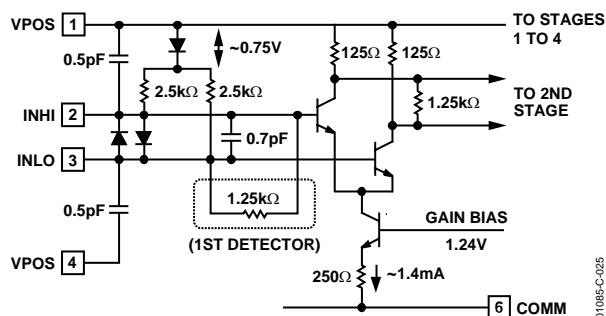 VPOS 1
TO STAGES
1 TO 4
~0.75V
125Ω 125Ω
0.5pF
2.5kΩ 2.5kΩ
1.25kΩ
TO 2ND
STAGE
INHI 2
0.7pF
INLO 3
1.25kΩ
0.5pF
(1ST DETECTOR)
GAIN BIAS
1.24V
VPOS 4
250Ω ~1.4mA
6 COMM
01085-C-025